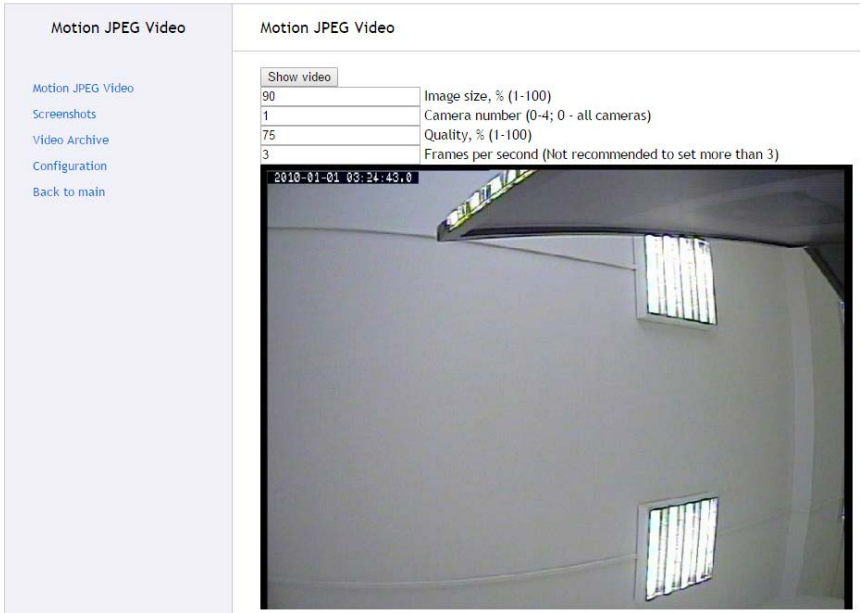 Motion JPEG Video
Motion JPEG Video
Screenshots
Video Archive
Configuration
Back to main
Motion JPEG Video
Show video
90 Image size, % (1-100)
1 Camera number (0-4; 0 - all cameras)
75 Quality, % (1-100)
3 Frames per second (Not recommended to set more than 3)
2010-01-01 03:24:43.0